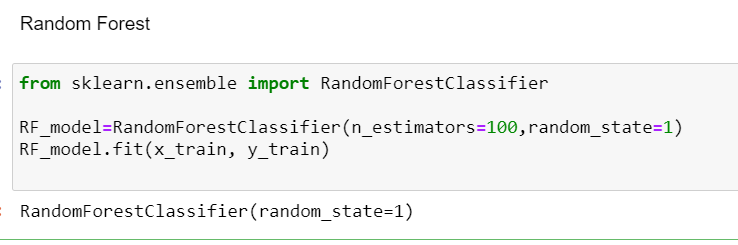 Random Forest
from sklearn.ensemble import RandomForestClassifier
RF_model=RandomForestClassifier(n_estimators=100,random_state=1)
RF_model.fit(x_train, y_train)
RandomForestClassifier(random_state=1)